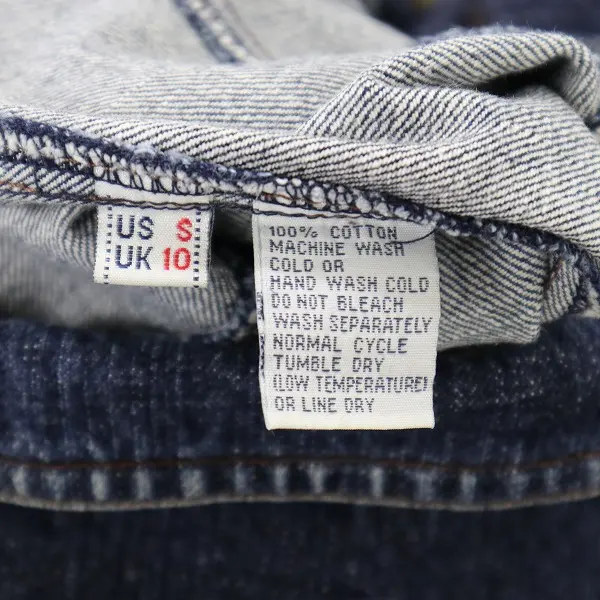 US S
UK 10
100% COTTON
MACHINE WASH
COLD OR
HAND WASH COLD
DO NOT BLEACH
WASH SEPARATELY
NORMAL CYCLE
TUMBLE DRY
(LOW TEMPERATURE)
OR LINE DRY